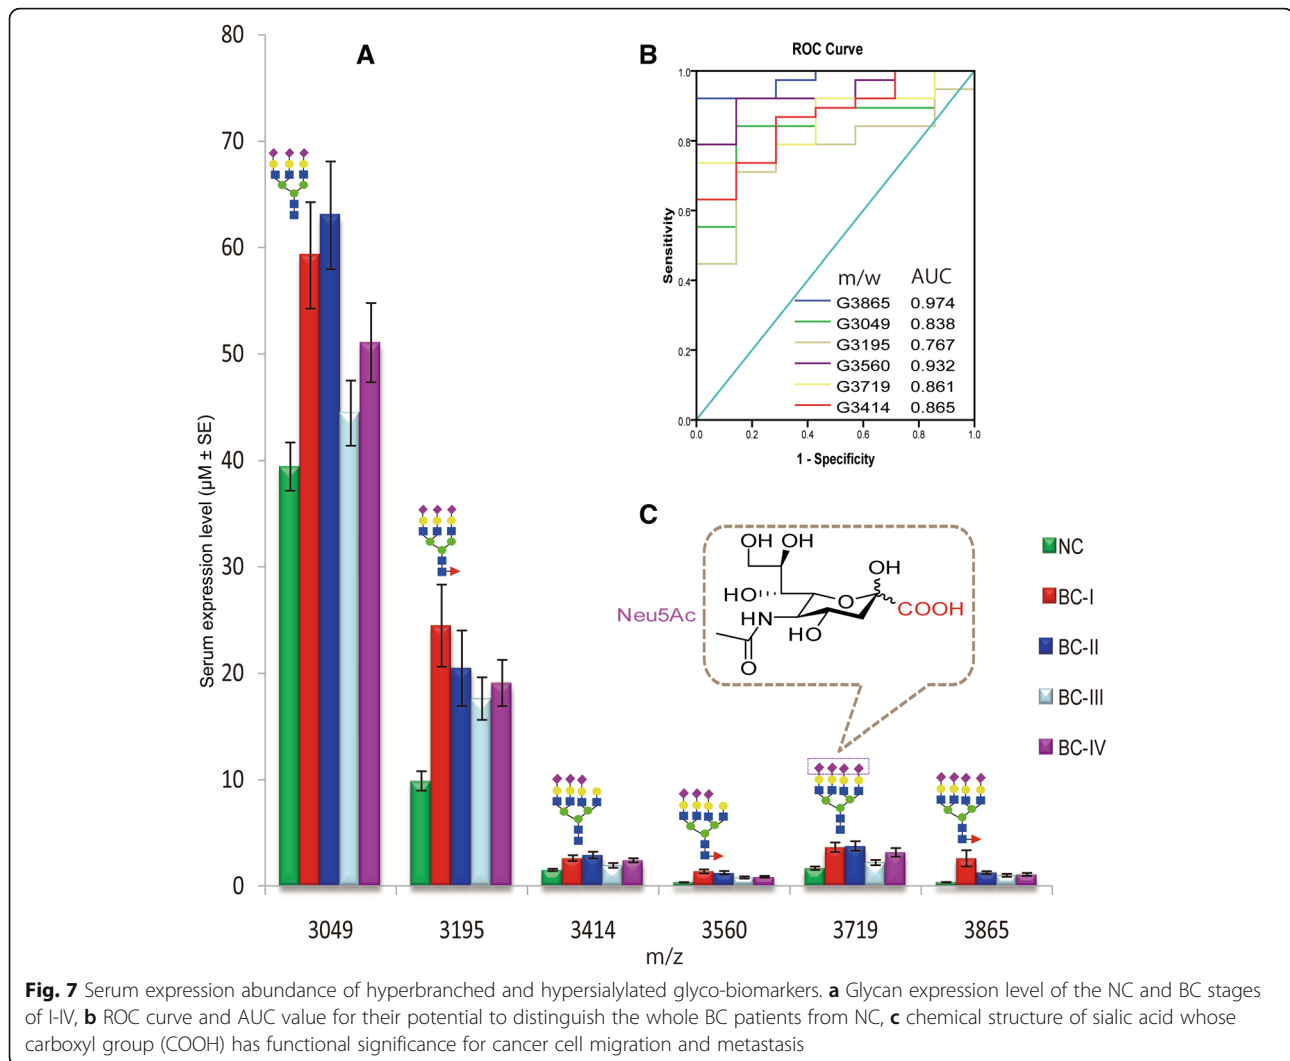 A
80
70
60
50
40
30
20
10
0
Serum expression level (µM ± SE)
3049
3195
3414
3560
3719
3865
m/z
B
ROC Curve
1.0
0.8
0.6
0.4
0.2
0.0
Sensitivity
m/w AUC
G3865 0.974
G3049 0.838
G3195 0.767
G3560 0.932
G3719 0.861
G3414 0.865
0.0 0.2 0.4 0.6 0.8 1.0
1 - Specificity
C
Neu5Ac
OH OH
OH
HO
O
COOH
HN
HO
O
NC
BC-I
BC-II
BC-III
BC-IV
Fig. 7 Serum expression abundance of hyperbranched and hypersialylated glyco-biomarkers. a Glycan expression level of the NC and BC stages
of I-IV, b ROC curve and AUC value for their potential to distinguish the whole BC patients from NC, c chemical structure of sialic acid whose
carboxyl group (COOH) has functional significance for cancer cell migration and metastasis